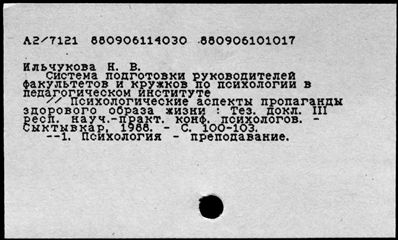 А2/7121 880906114030 880906101017
Ильчукова Н. В.
Система подготовки руководителей
факультетов и кружков по психологии в
педагогическом институте
// Психологические аспекты пропаганды
здорового образа жизни : Тез. докл. III
респ. науч.-практ. конф. психологов. -
Сыктывкар, 1988. - С. 100-103.
--1. Психология - преподавание.